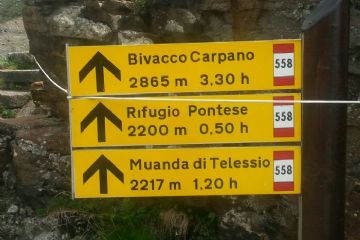 Bivacco Carpano
2865 m 3,30 h
558
Rifugio Pontese
2200 m 0,50 h
558
Muanda di Telessio
2217 m 1,20 h
558